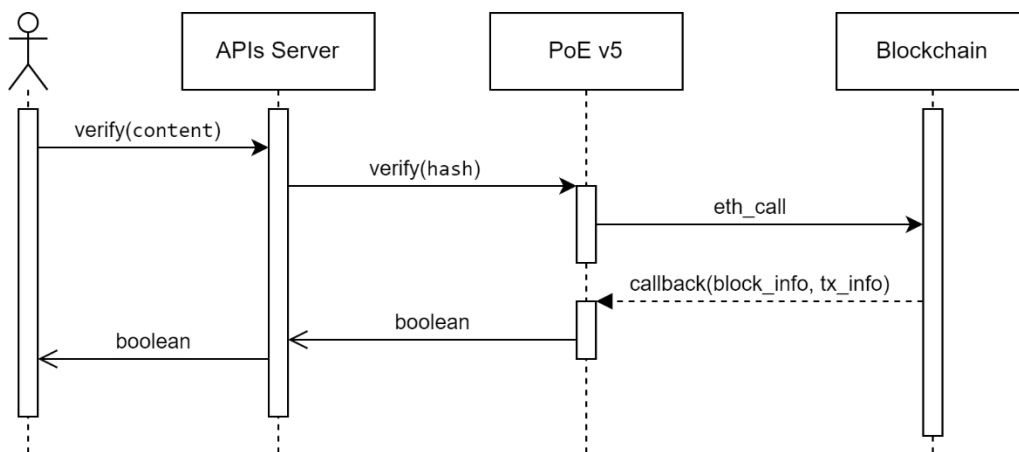 APIs Server
PoE v5
Blockchain
verify(content)
verify(hash)
eth_call
callback(block_info, tx_info)
boolean
boolean